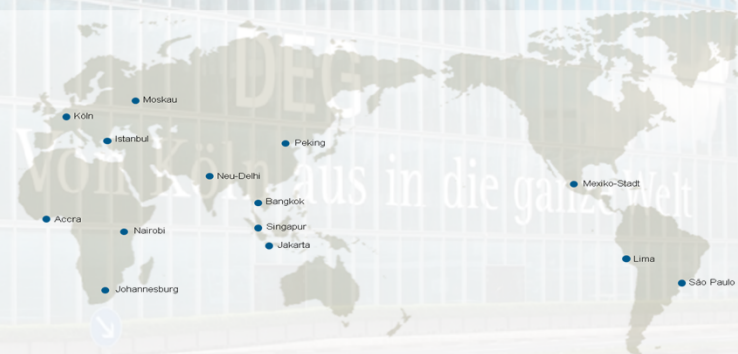 DEG
Von Köln aus in die ganze Welt
Moskau
Köln
Istanbul
Peking
Neu-Delhi
Bangkok
Mexiko-Stadt
Accra
Nairobi
Singapur
Jakarta
Lima
Johannesburg
São Paulo